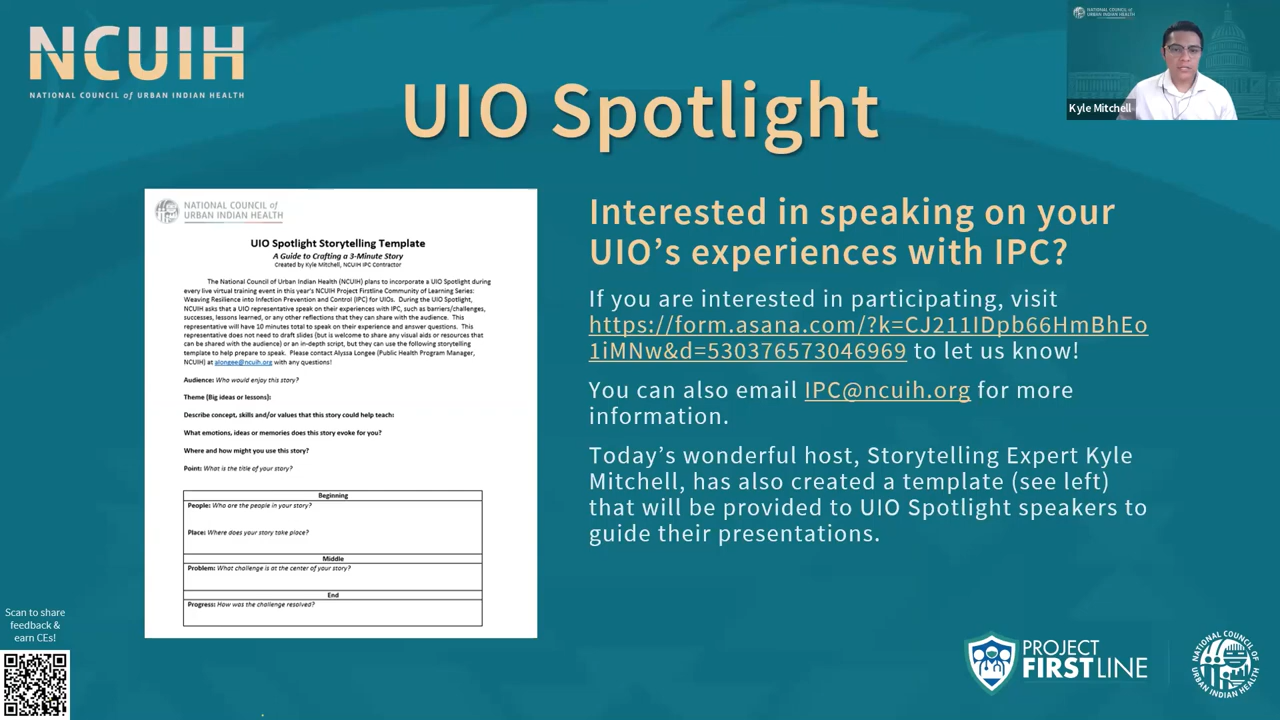 NCUIH
NATIONAL COUNCIL of URBAN INDIAN HEALTH
UIO Spotlight
NATIONAL COUNCIL OF
URBAN INDIAN HEALTH
Kyle Mitchell
NATIONAL COUNCIL OF
URBAN INDIAN HEALTH
UIO Spotlight Storytelling Template
A Guide to Crafting a 3-Minute Story
Created by Kyle Mitchell, NCUIH IPC Contractor
The National Council of Urban Indian Health (NCUIH) plans to incorporate a UIO Spotlight during
every live virtual training event in this year's NCUIH Project Firstline Community of Learning Series:
Weaving Resilience into Infection Prevention and Control (IPC) for UIOs. During the UIO Spotlight,
NCUIH asks that a UIO representative speak on their experiences with IPC, such as barriers/challenges,
successes, lessons learned, or any other reflections that they can share with the audience. This
representative will have 10 minutes total to speak on their experience and answer questions. This
representative does not need to draft slides (but is welcome to share any visual aids or resources that
can be shared with the audience) or an in-depth script, but they can use the following storytelling
template to help prepare to speak. Please contact Alyssa Longee (Public Health Program Manager,
NCUIH) at alongee@ncuih.org with any questions!
Audience: Who would enjoy this story?
Theme (Big ideas or lessons):
Describe concept, skills and/or values that this story could help teach:
What emotions, ideas or memories does this story evoke for you?
Where and how might you use this story?
Point: What is the title of your story?
Beginning
People: Who are the people in your story?
Place: Where does your story take place?
Middle
Problem: What challenge is at the center of your story?
End
Progress: How was the challenge resolved?
Interested in speaking on your
UIO's experiences with IPC?
If you are interested in participating, visit
https://form.asana.com/?k=CJ211IDpb66HmBhEo
1iMNw&d=530376573046969 to let us know!
You can also email IPC@ncuih.org for more
information.
Today's wonderful host, Storytelling Expert Kyle
Mitchell, has also created a template (see left)
that will be provided to UIO Spotlight speakers to
guide their presentations.
Scan to share
feedback &
earn CEs!
PROJECT
FIRSTLINE
NATIONAL COUNCIL OF
URBAN INDIAN HEALTH